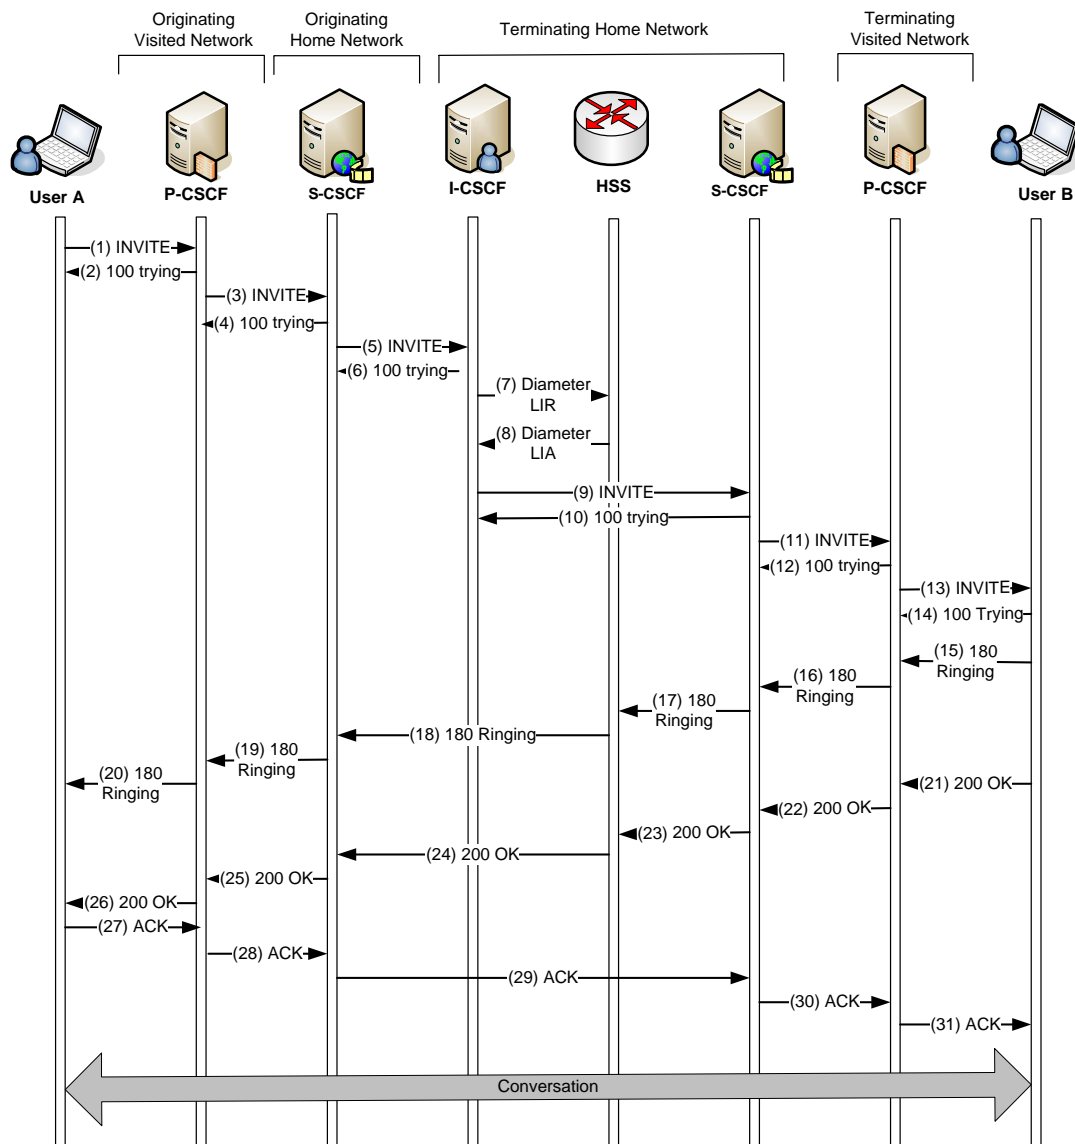 Originating
Visited Network
Originating
Home Network
Terminating Home Network
Terminating
Visited Network
User A
P-CSCF
S-CSCF
I-CSCF
HSS
S-CSCF
P-CSCF
User B
(1) INVITE
(2) 100 trying
(3) INVITE
(4) 100 trying
(5) INVITE
(6) 100 trying
(7) Diameter
LIR
(8) Diameter
LIA
(9) INVITE
(10) 100 trying
(11) INVITE
(12) 100 trying
(13) INVITE
(14) 100 Trying
(15) 180
Ringing
(16) 180
Ringing
(17) 180
Ringing
(18) 180 Ringing
(19) 180
Ringing
(20) 180
Ringing
(21) 200 OK
(22) 200 OK
(23) 200 OK
(24) 200 OK
(25) 200 OK
(26) 200 OK
(27) ACK
(28) ACK
(29) ACK
(30) ACK
(31) ACK
Conversation